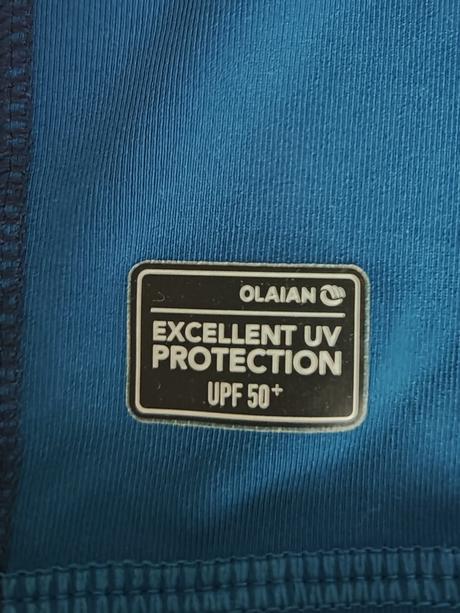 OLAIAN
EXCELLENT UV
PROTECTION
UPF 50+